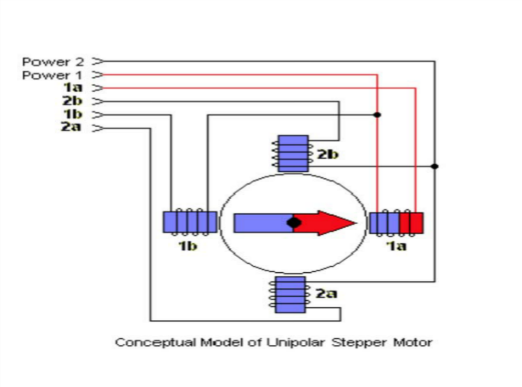 Power 2
Power 1
1a
2b
1b
2a
2b
1b
1a
2a
Conceptual Model of Unipolar Stepper Motor